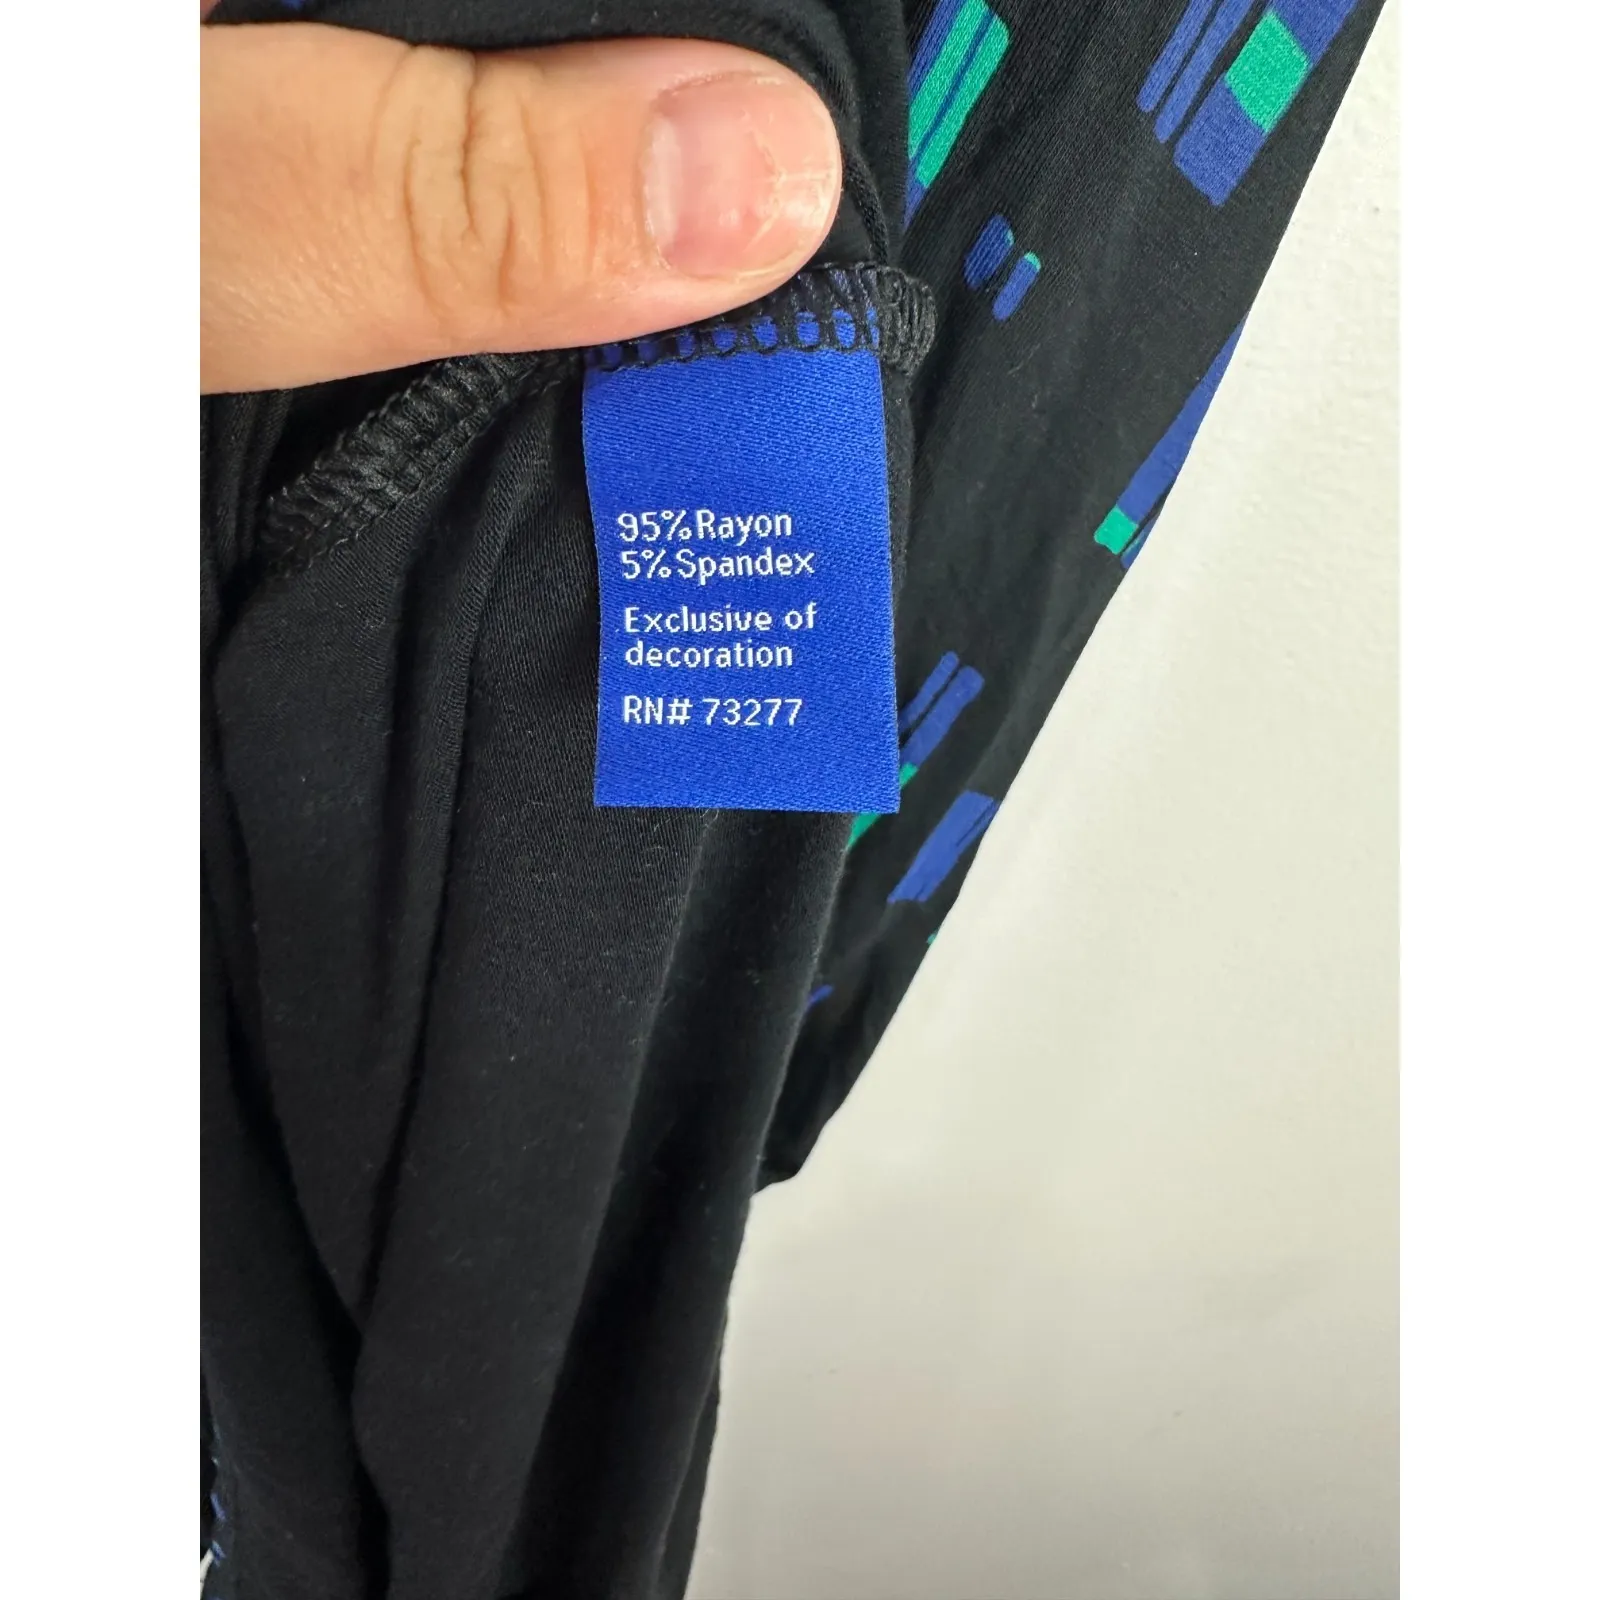 95% Rayon
5% Spandex
Exclusive of
decoration
RN# 73277